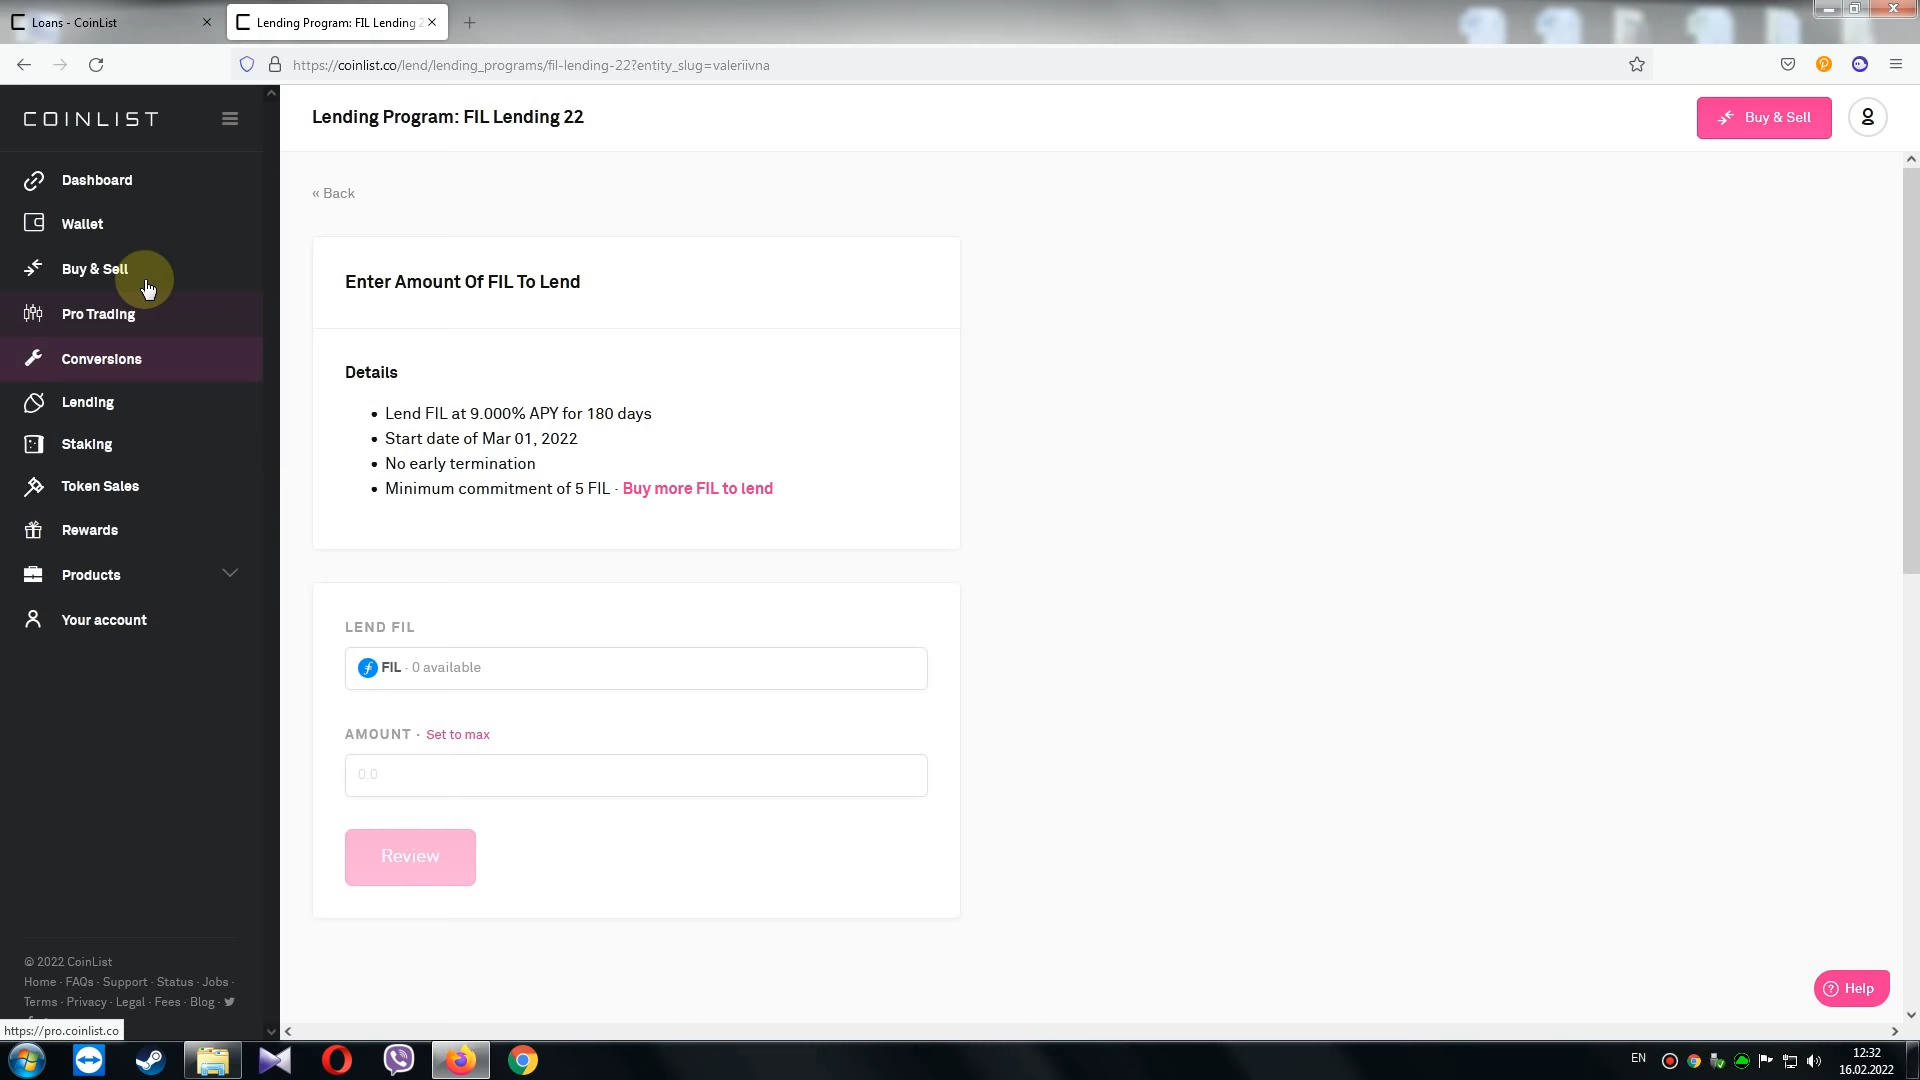 Loans - CoinList
Lending Program: FIL Lending 2
https://coinlist.co/lend/lending_programs/fil-lending-22?entity_slug=valeriivna
COINLIST
Lending Program: FIL Lending 22
Buy & Sell
Dashboard
Wallet
Buy & Sell
Pro Trading
Conversions
Lending
Staking
Token Sales
Rewards
Products
Your account
« Back
Enter Amount Of FIL To Lend
Details
• Lend FIL at 9.000% APY for 180 days
• Start date of Mar 01, 2022
• No early termination
• Minimum commitment of 5 FIL · Buy more FIL to lend
LEND FIL
FIL · 0 available
AMOUNT · Set to max
0.0
Review
© 2022 CoinList
Home · FAQs · Support · Status · Jobs ·
Terms · Privacy · Legal · Fees · Blog ·
https://pro.coinlist.co
Help
EN
12:32
16.02.2022